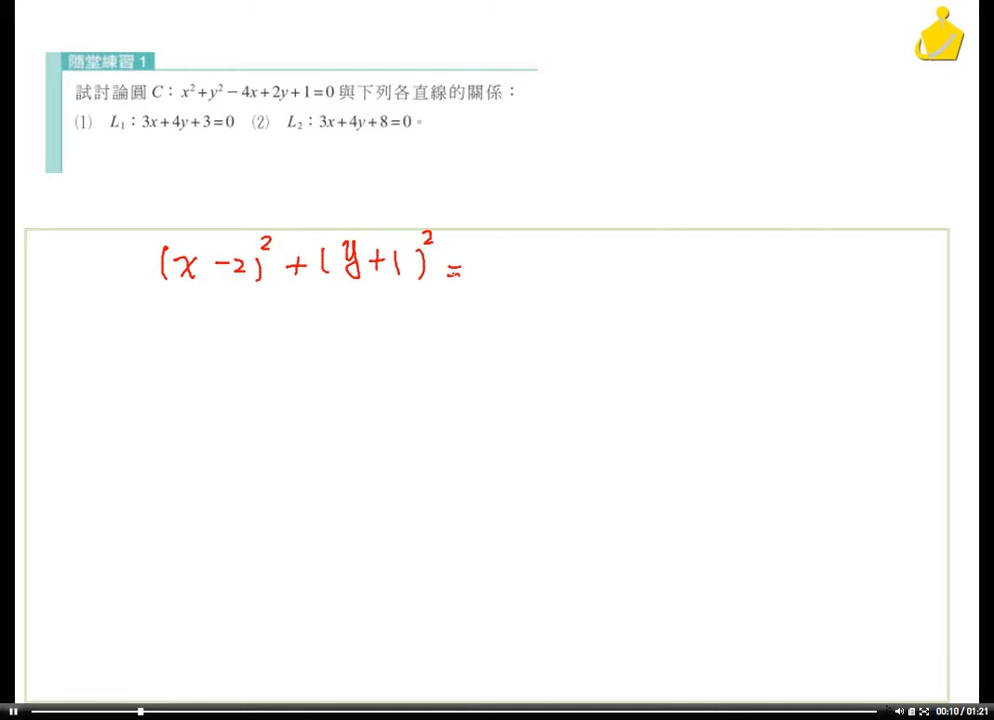 隨堂練習 1
試討論圓 C：x²+y²−4x+2y+1=0 與下列各直線的關係：
⑴ L₁：3x+4y+3=0 ⑵ L₂：3x+4y+8=0。
(x−2)²+(y+1)²=
00:10 / 01:21